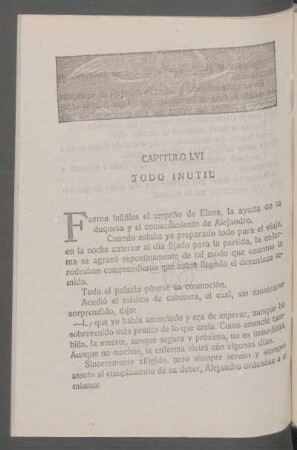 CAPITULO LVI
TODO INUTIL
Fueron inútiles el empeño de Elena, la ayuda de la
duquesa y el consentimiento de Alejandro.
Cuando estaba ya preparado todo para el viaje,
en la noche anterior al día fijado para la partida, la enfer-
ma se agravó repentinamente de tal modo que cuantos la
rodeaban comprendieron que había llegado el desenlace te-
mido.
Todo el palacio púsose en conmoción.
Acudió el médico de cabecera, el cual, sin mostrarse
sorprendido, dijo:
—Lo que yo había anunciado y era de esperar, aunque ha
sobrevenido más pronto de lo que creía. Como anuncié tam-
bién, la muerte, aunque segura y próxima, no es inmediata.
Aunque no muchos, la enferma vivirá aún algunos días.
Sinceramente afligido, pero siempre sereno y siempre
atento al cumplimiento de su deber, Alejandro ordenóse a sí
mismo: